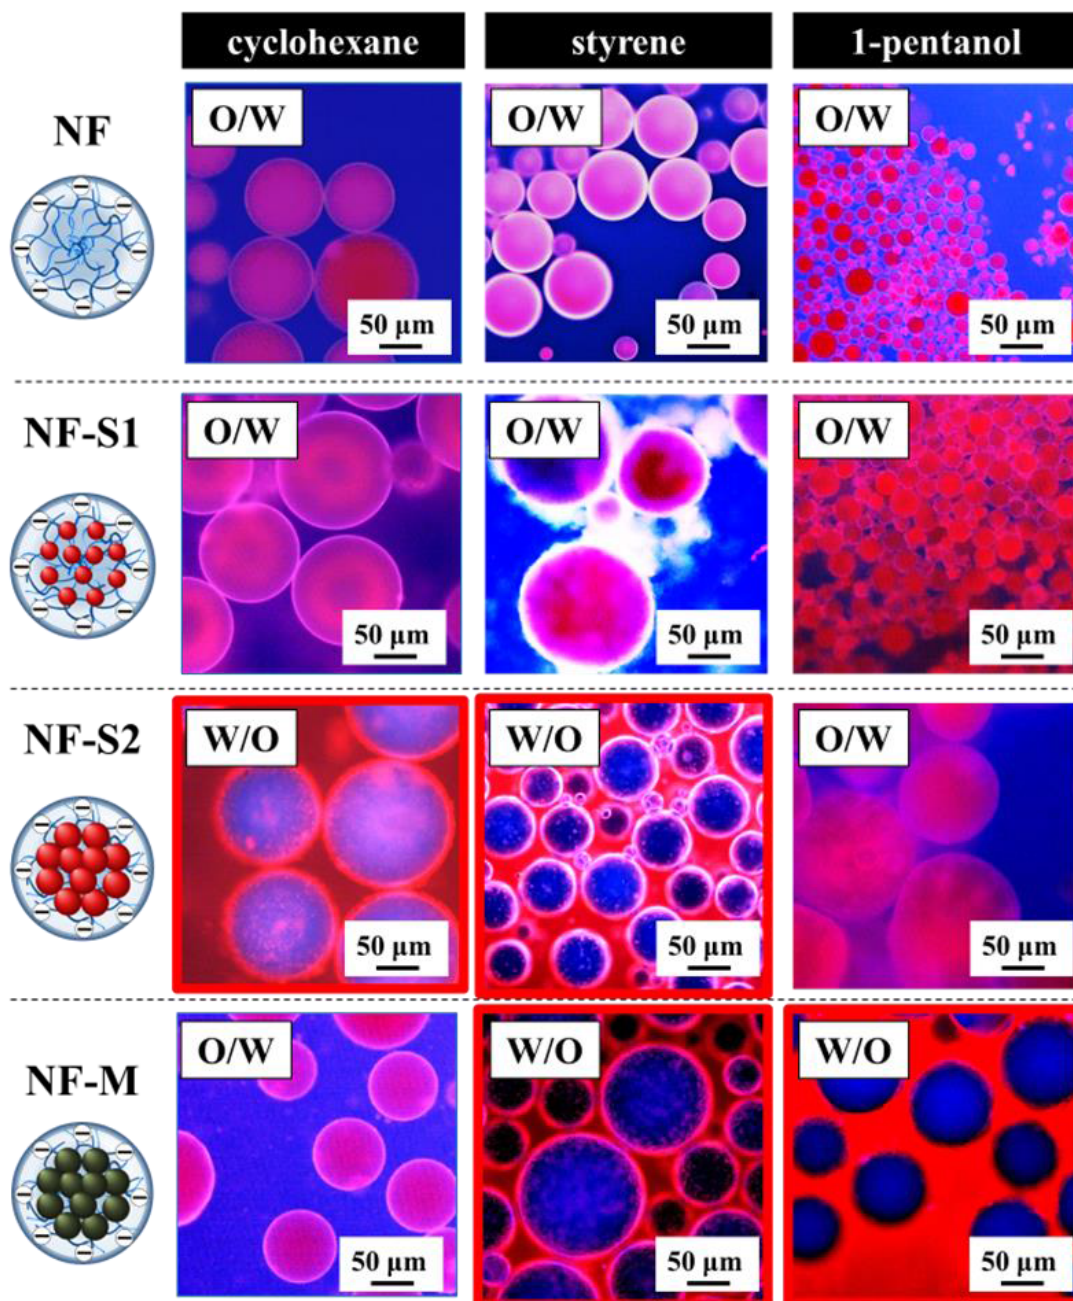 cyclohexane styrene 1-pentanol
NF
O/W O/W O/W
50 μm 50 μm 50 μm
NF-S1
O/W O/W O/W
50 μm 50 μm 50 μm
NF-S2
W/O W/O O/W
50 μm 50 μm 50 μm
NF-M
O/W W/O W/O
50 μm 50 μm 50 μm